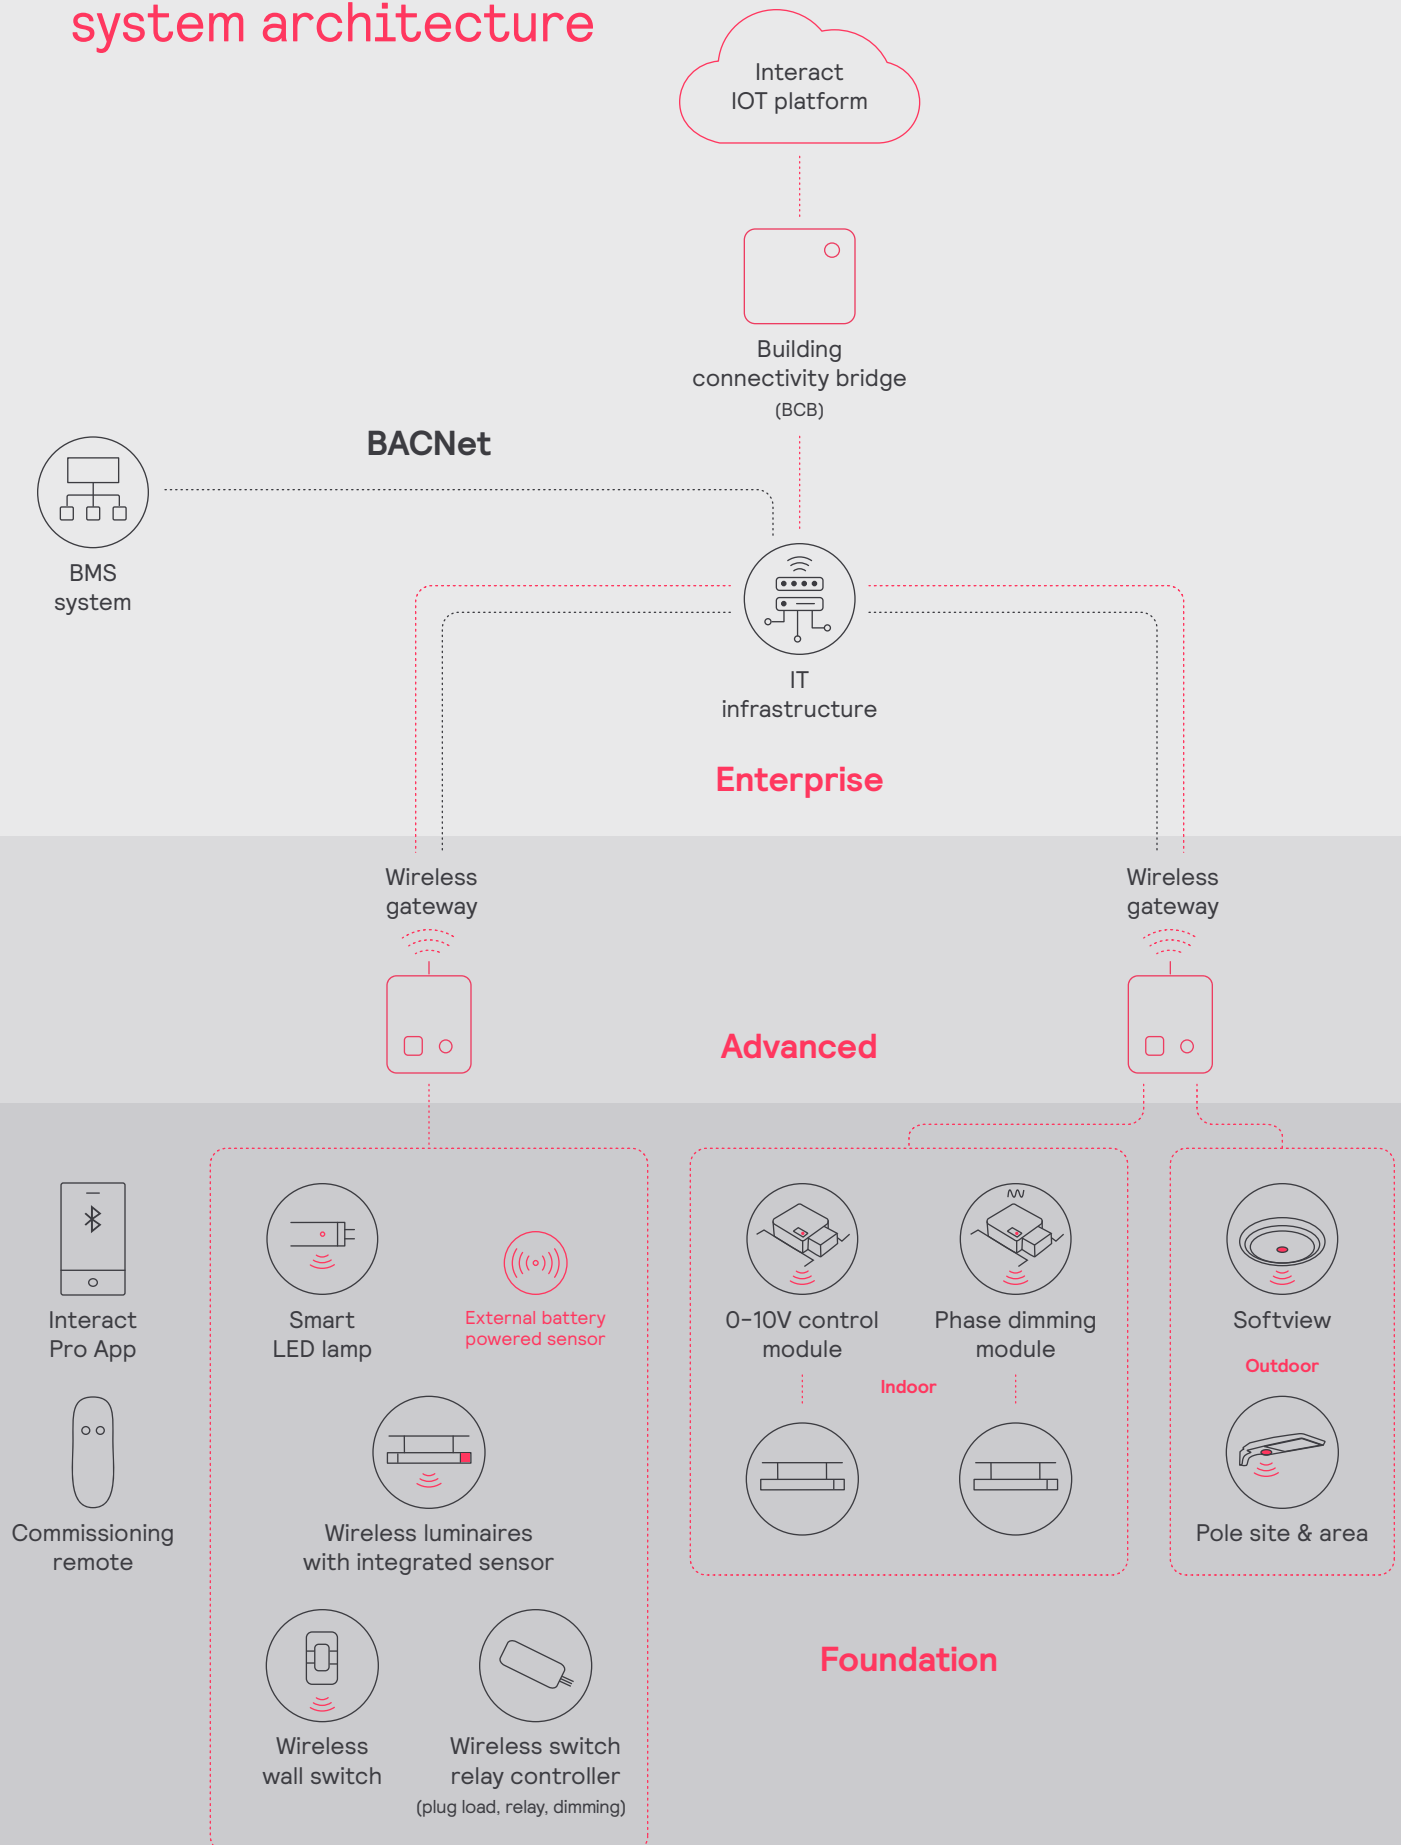 system architecture
Interact
IOT platform
Building
connectivity bridge
(BCB)
BACNet
BMS
system
IT
infrastructure
Enterprise
Wireless
gateway
Wireless
gateway
Advanced
Interact
Pro App
Smart
LED lamp
External battery
powered sensor
0-10V control
module
Phase dimming
module
Indoor
Softview
Outdoor
Commissioning
remote
Wireless luminaires
with integrated sensor
Pole site & area
Foundation
Wireless
wall switch
Wireless switch
relay controller
(plug load, relay, dimming)